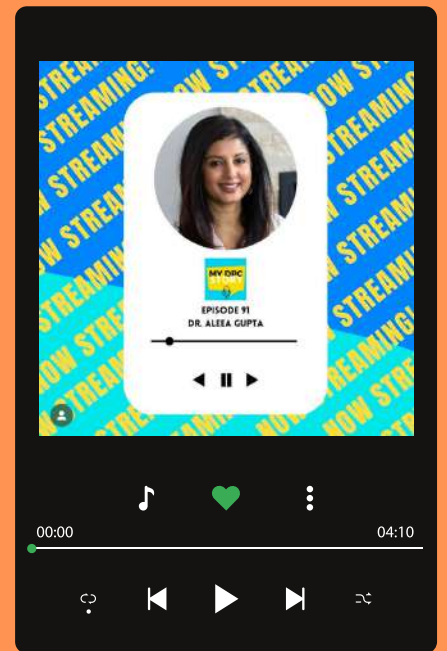 NOW STREAMING!
MY DPC
STORY
EPISODE 91
DR. ALEEA GUPTA
00:00
04:10